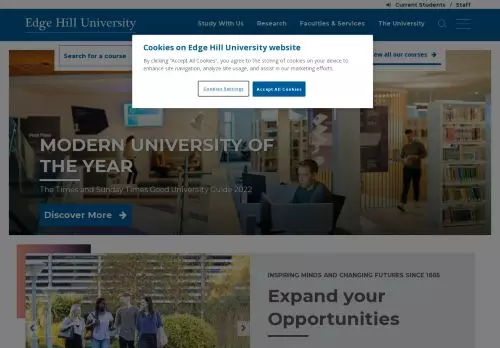 Current Students / Staff
Edge Hill University
Study With Us
Research
Faculties & Services
The University
Search for a course
all our courses
Cookies on Edge Hill University website
By clicking "Accept All Cookies", you agree to the storing of cookies on your device to
enhance site navigation, analyze site usage, and assist in our marketing efforts.
Cookies Settings
Accept All Cookies
MODERN UNIVERSITY OF
THE YEAR
The Times and Sunday Times Good University Guide 2022
Discover More
INSPIRING MINDS AND CHANGING FUTURES SINCE 1885
Expand your
Opportunities